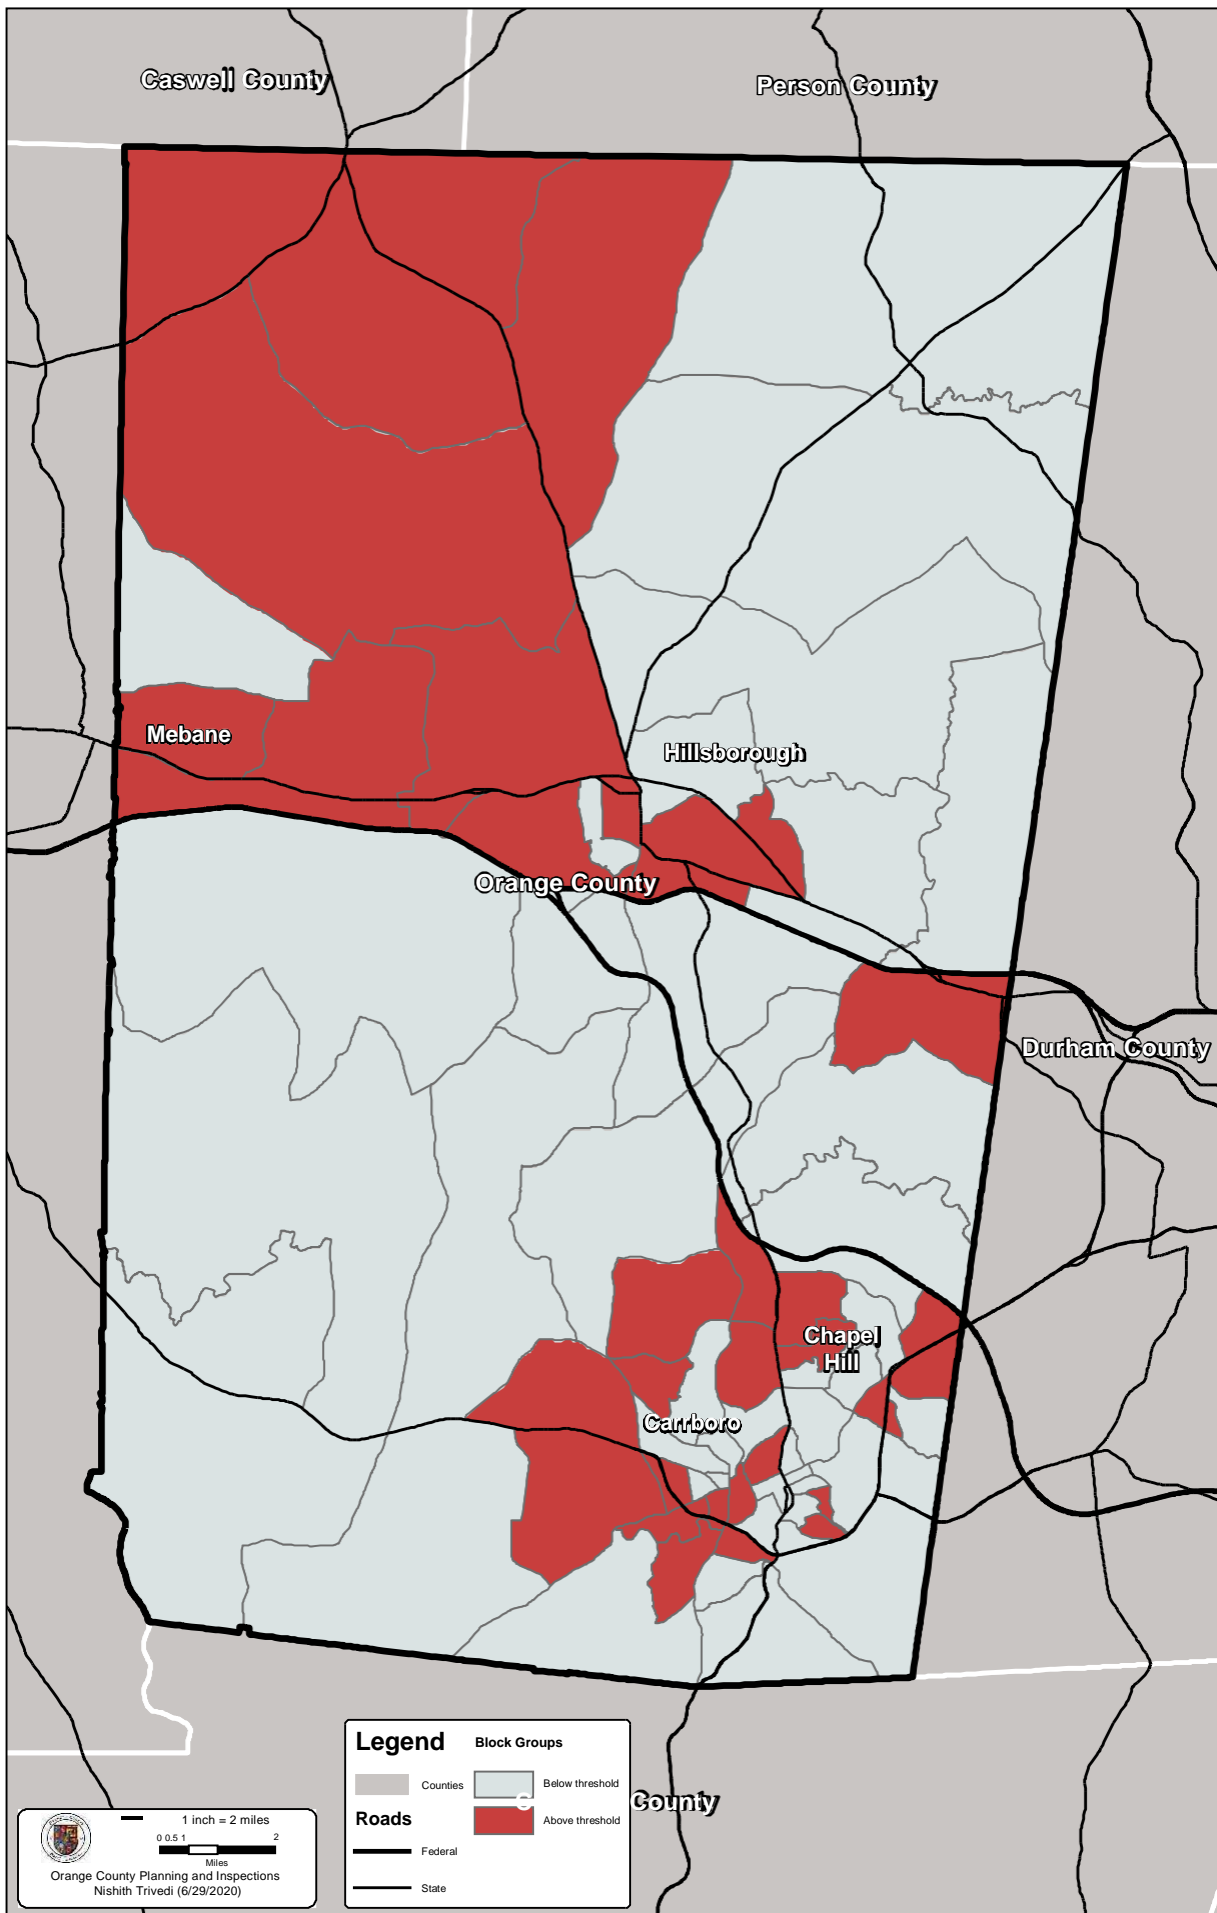 Caswell County
Person County
Mebane
Hillsborough
Orange County
Durham County
Chapel
Hill
Carrboro
Legend
Block Groups
Counties
Below threshold
County
Roads
Above threshold
Federal
State
1 inch = 2 miles
0 0.5 1 2
Miles
Orange County Planning and Inspections
Nishith Trivedi (6/29/2020)